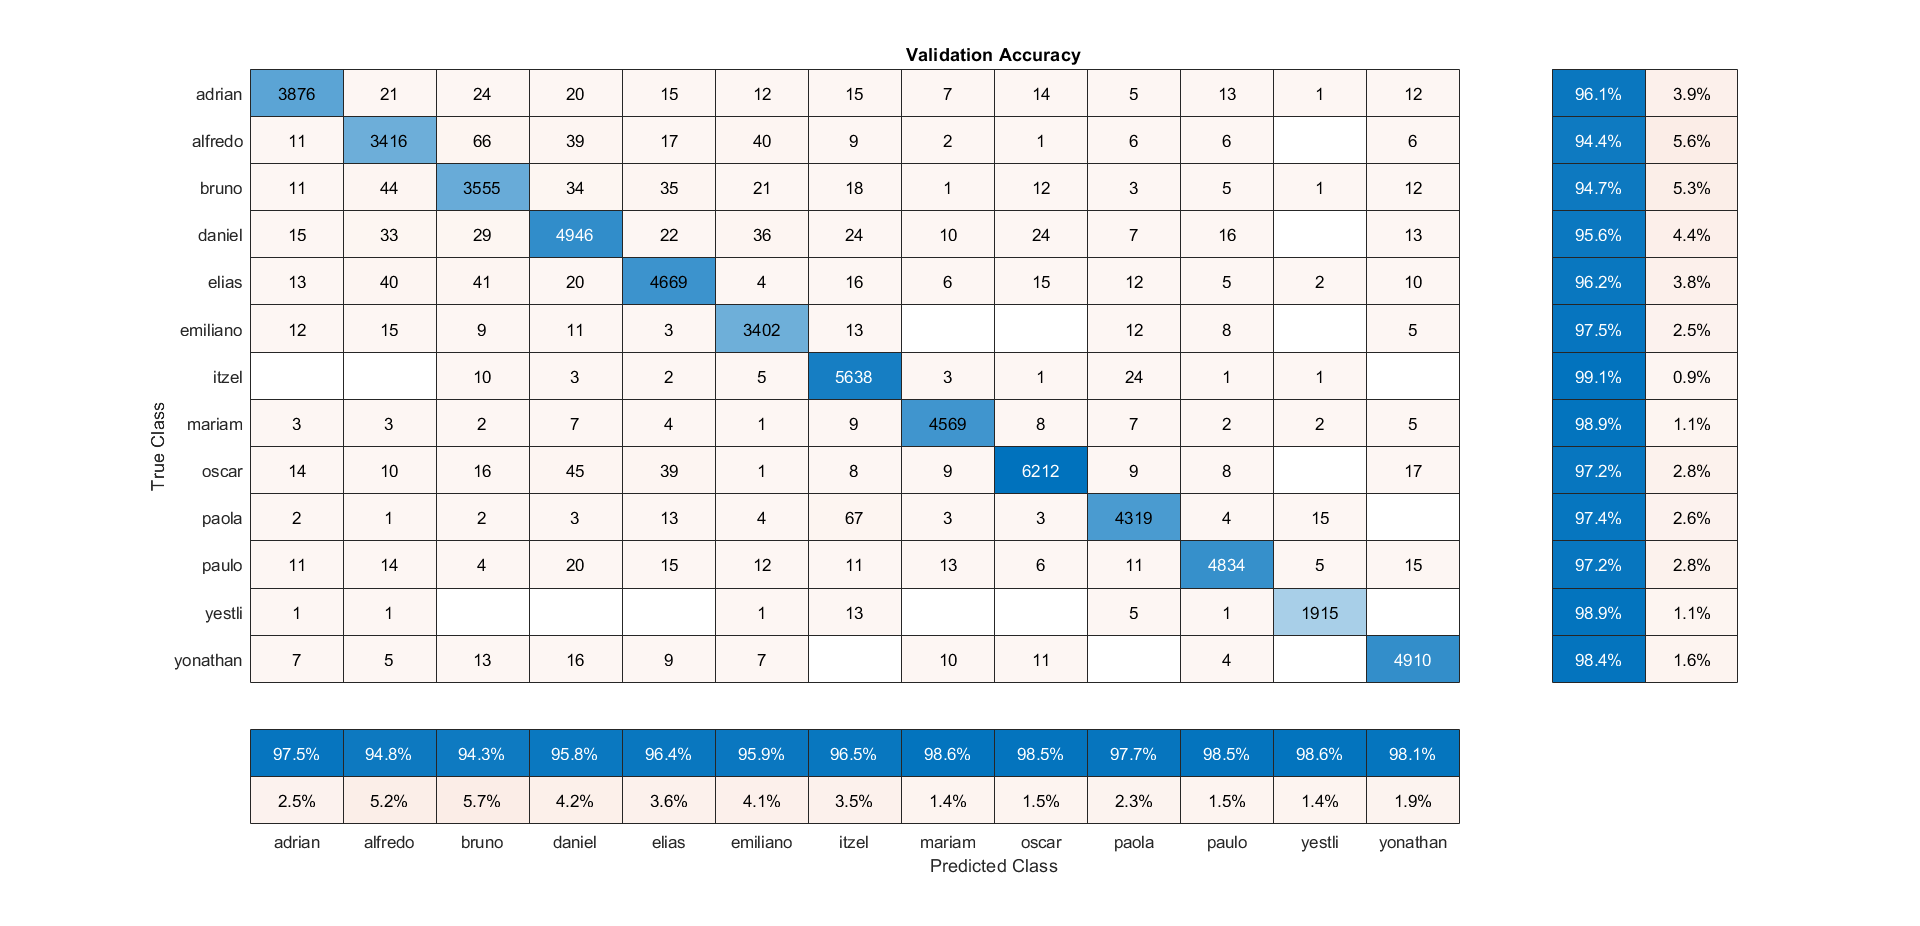 Validation Accuracy
adrian 3876 21 24 20 15 12 15 7 14 5 13 1 12 96.1% 3.9%
alfredo 11 3416 66 39 17 40 9 2 1 6 6 6 94.4% 5.6%
bruno 11 44 3555 34 35 21 18 1 12 3 5 1 12 94.7% 5.3%
daniel 15 33 29 4946 22 36 24 10 24 7 16 13 95.6% 4.4%
elias 13 40 41 20 4669 4 16 6 15 12 5 2 10 96.2% 3.8%
emiliano 12 15 9 11 3 3402 13 12 8 5 97.5% 2.5%
itzel 10 3 2 5 5638 3 1 24 1 1 99.1% 0.9%
mariam 3 3 2 7 4 1 9 4569 8 7 2 2 5 98.9% 1.1%
oscar 14 10 16 45 39 1 8 9 6212 9 8 17 97.2% 2.8%
paola 2 1 2 3 13 4 67 3 3 4319 4 15 97.4% 2.6%
paulo 11 14 4 20 15 12 11 13 6 11 4834 5 15 97.2% 2.8%
yestli 1 1 1 13 5 1 1915 98.9% 1.1%
yonathan 7 5 13 16 9 7 10 11 4 4910 98.4% 1.6%
True Class
97.5% 94.8% 94.3% 95.8% 96.4% 95.9% 96.5% 98.6% 98.5% 97.7% 98.5% 98.6% 98.1%
2.5% 5.2% 5.7% 4.2% 3.6% 4.1% 3.5% 1.4% 1.5% 2.3% 1.5% 1.4% 1.9%
adrian alfredo bruno daniel elias emiliano itzel mariam oscar paola paulo yestli yonathan
Predicted Class